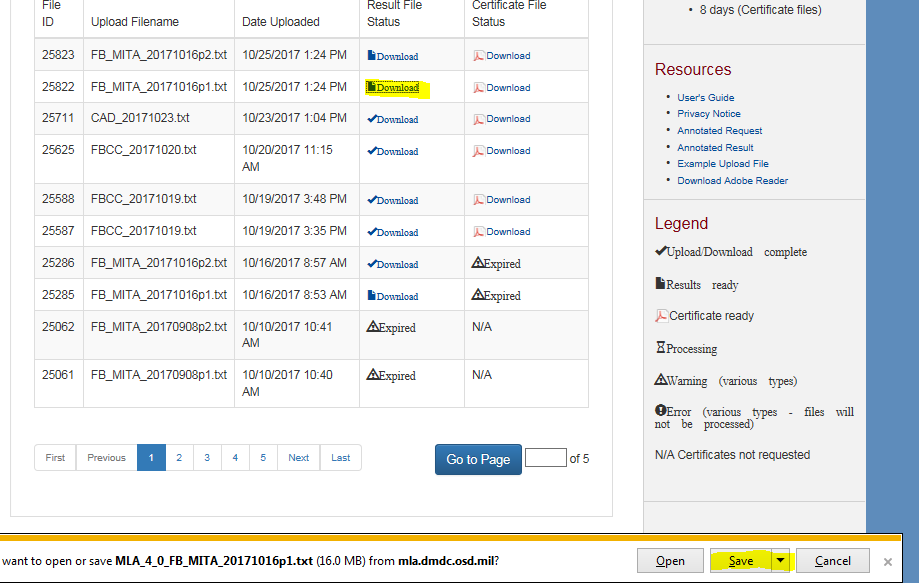 File ID Upload Filename Date Uploaded Result File Status Certificate File Status
25823 FB_MITA_20171016p2.txt 10/25/2017 1:24 PM Download Download
25822 FB_MITA_20171016p1.txt 10/25/2017 1:24 PM Download Download
25711 CAD_20171023.txt 10/23/2017 1:04 PM Download Download
25625 FBCC_20171020.txt 10/20/2017 11:15 AM Download Download
25588 FBCC_20171019.txt 10/19/2017 3:48 PM Download Download
25587 FBCC_20171019.txt 10/19/2017 3:35 PM Download Download
25286 FB_MITA_20171016p2.txt 10/16/2017 8:57 AM Download Expired
25285 FB_MITA_20171016p1.txt 10/16/2017 8:53 AM Download Expired
25062 FB_MITA_20170908p2.txt 10/10/2017 10:41 AM Expired N/A
25061 FB_MITA_20170908p1.txt 10/10/2017 10:40 AM Expired N/A
First Previous 1 2 3 4 5 Next Last
Go to Page of 5
• 8 days (Certificate files)
Resources
• User's Guide
• Privacy Notice
• Annotated Request
• Annotated Result
• Example Upload File
• Download Adobe Reader
Legend
Upload/Download complete
Results ready
Certificate ready
Processing
Warning (various types)
Error (various types - files will
not be processed)
N/A Certificates not requested
want to open or save MLA_4_0_FB_MITA_20171016p1.txt (16.0 MB) from mla.dmdc.osd.mil?
Open Save Cancel